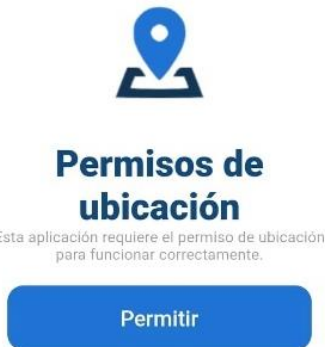 Permisos de
ubicación
Esta aplicación requiere el permiso de ubicación
para funcionar correctamente.
Permitir